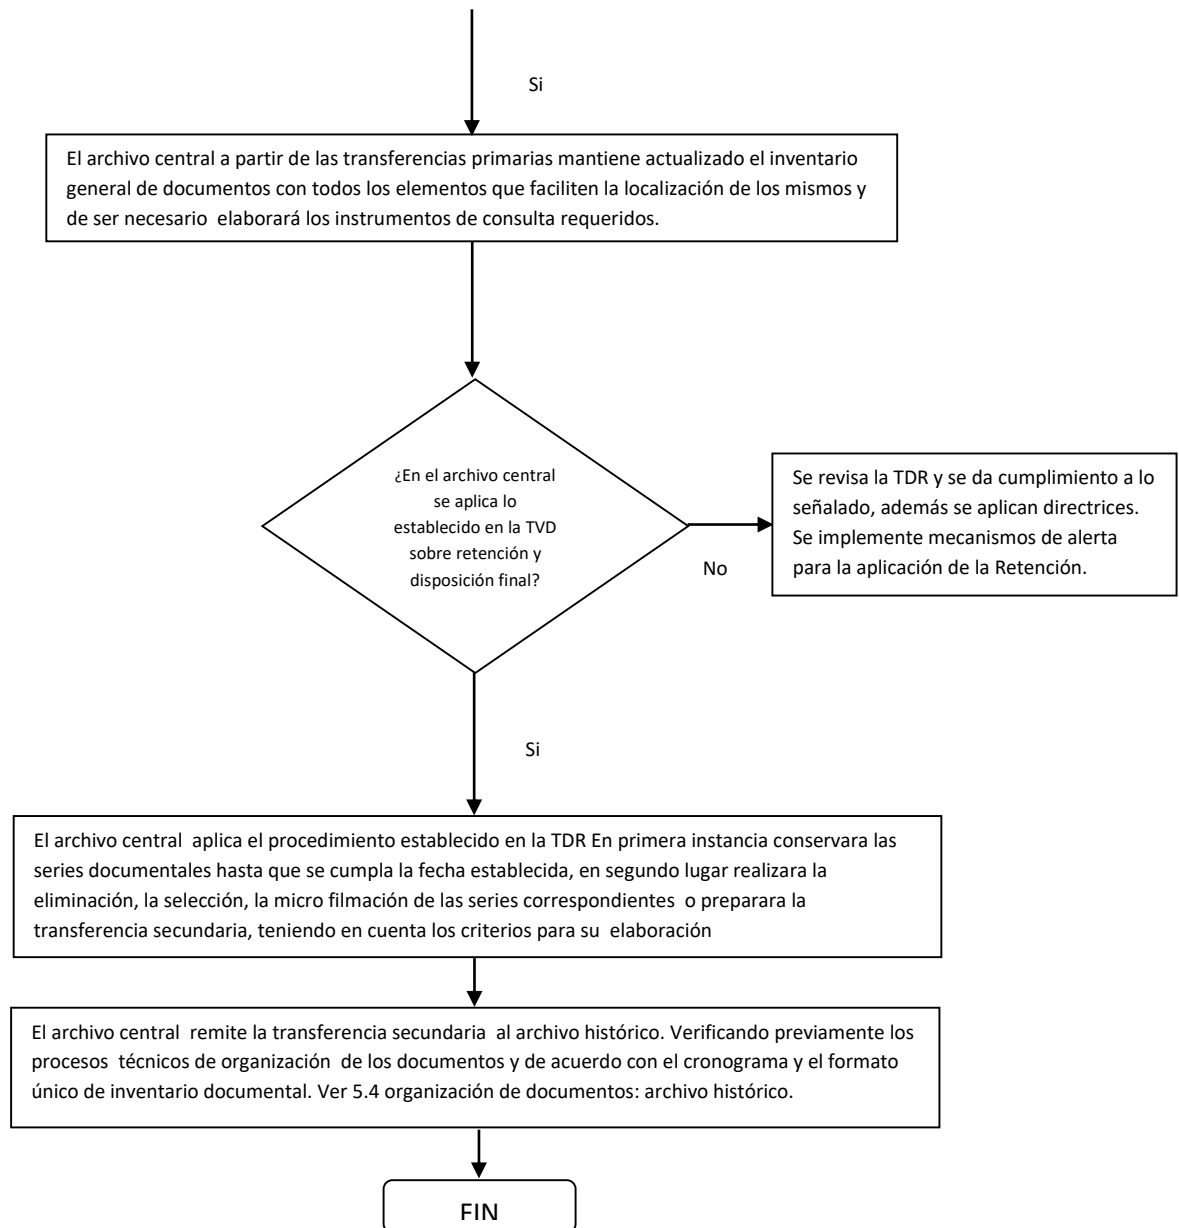 Si
El archivo central a partir de las transferencias primarias mantiene actualizado el inventario
general de documentos con todos los elementos que faciliten la localización de los mismos y
de ser necesario elaborará los instrumentos de consulta requeridos.
¿En el archivo central
se aplica lo
establecido en la TVD
sobre retención y
disposición final?
Se revisa la TDR y se da cumplimiento a lo
señalado, además se aplican directrices.
Se implemente mecanismos de alerta
para la aplicación de la Retención.
No
Si
El archivo central aplica el procedimiento establecido en la TDR En primera instancia conservara las
series documentales hasta que se cumpla la fecha establecida, en segundo lugar realizara la
eliminación, la selección, la micro filmación de las series correspondientes o preparara la
transferencia secundaria, teniendo en cuenta los criterios para su elaboración
El archivo central remite la transferencia secundaria al archivo histórico. Verificando previamente los
procesos técnicos de organización de los documentos y de acuerdo con el cronograma y el formato
único de inventario documental. Ver 5.4 organización de documentos: archivo histórico.
FIN